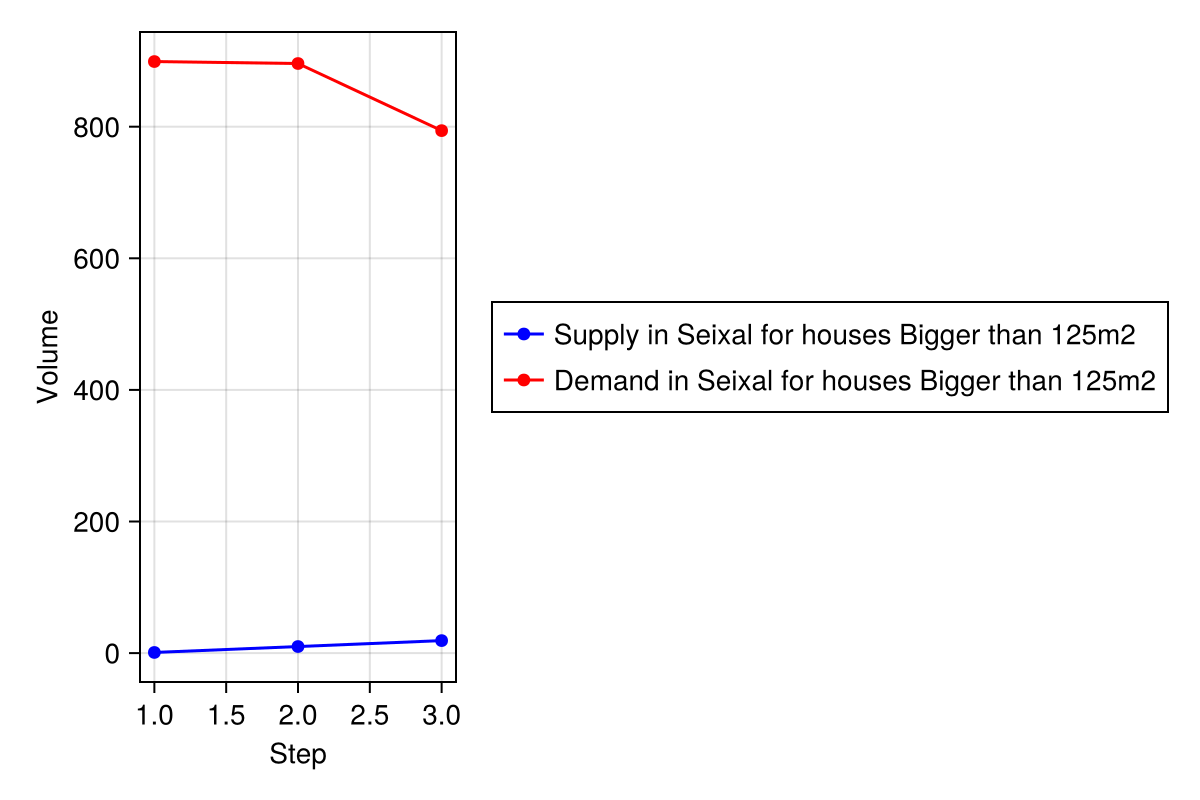 Volume
800
600
400
200
0
1.0 1.5 2.0 2.5 3.0
Step
Supply in Seixal for houses Bigger than 125m2
Demand in Seixal for houses Bigger than 125m2